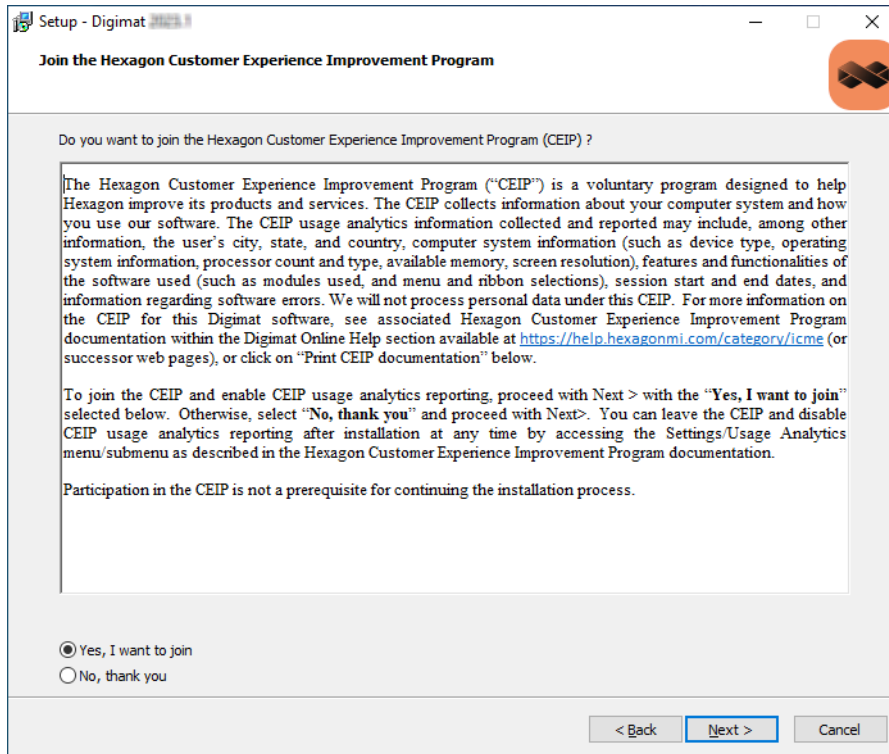 Setup - Digimat
Join the Hexagon Customer Experience Improvement Program
Do you want to join the Hexagon Customer Experience Improvement Program (CEIP) ?
The Hexagon Customer Experience Improvement Program (“CEIP”) is a voluntary program designed to help
Hexagon improve its products and services. The CEIP collects information about your computer system and how
you use our software. The CEIP usage analytics information collected and reported may include, among other
information, the user’s city, state, and country, computer system information (such as device type, operating
system information, processor count and type, available memory, screen resolution), features and functionalities of
the software used (such as modules used, and menu and ribbon selections), session start and end dates, and
information regarding software errors. We will not process personal data under this CEIP. For more information on
the CEIP for this Digimat software, see associated Hexagon Customer Experience Improvement Program
documentation within the Digimat Online Help section available at https://help.hexagonmi.com/category/icme (or
successor web pages), or click on “Print CEIP documentation” below.
To join the CEIP and enable CEIP usage analytics reporting, proceed with Next > with the “Yes, I want to join”
selected below. Otherwise, select “No, thank you” and proceed with Next>. You can leave the CEIP and disable
CEIP usage analytics reporting after installation at any time by accessing the Settings/Usage Analytics
menu/submenu as described in the Hexagon Customer Experience Improvement Program documentation.
Participation in the CEIP is not a prerequisite for continuing the installation process.
Yes, I want to join
No, thank you
< Back Next > Cancel